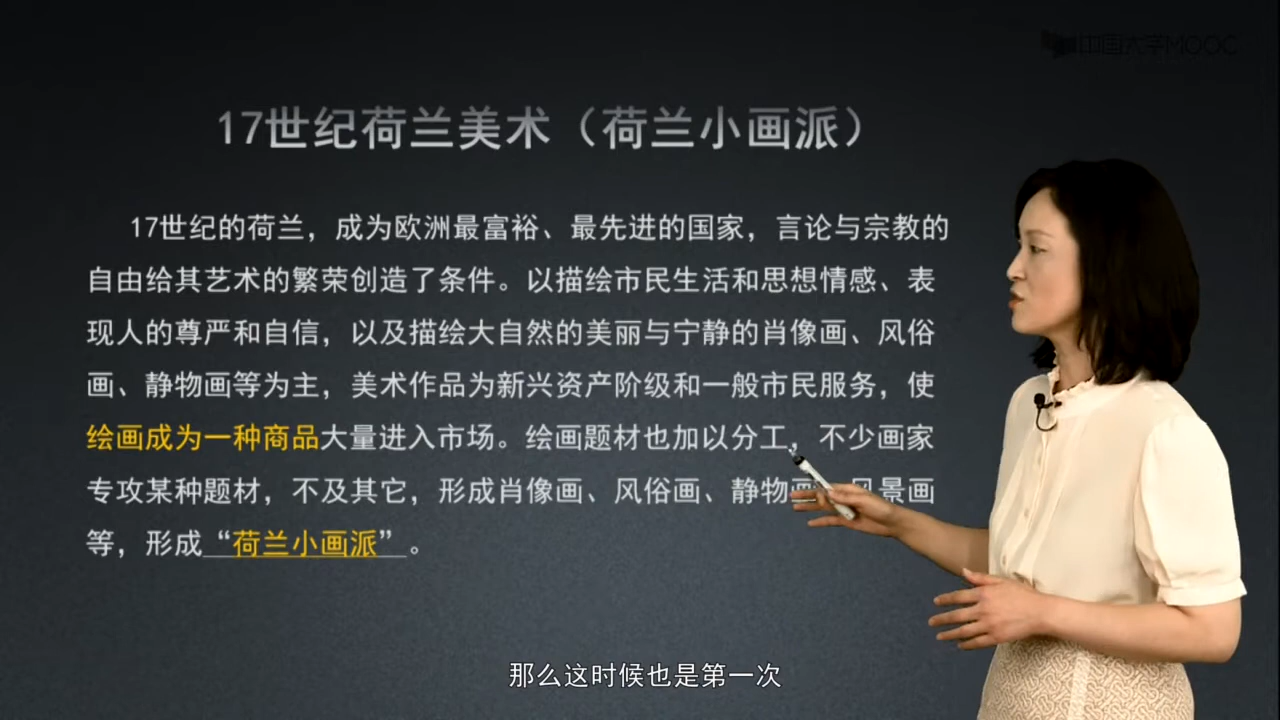 中国大学MOOC
17世纪荷兰美术（荷兰小画派）
17世纪的荷兰，成为欧洲最富裕、最先进的国家，言论与宗教的
自由给其艺术的繁荣创造了条件。以描绘市民生活和思想情感、表
现人的尊严和自信，以及描绘大自然的美丽与宁静的肖像画、风俗
画、静物画等为主，美术作品为新兴资产阶级和一般市民服务，使
绘画成为一种商品大量进入市场。绘画题材也加以分工，不少画家
专攻某种题材，不及其它，形成肖像画、风俗画、静物画、风景画
等，形成“荷兰小画派”。
那么这时候也是第一次